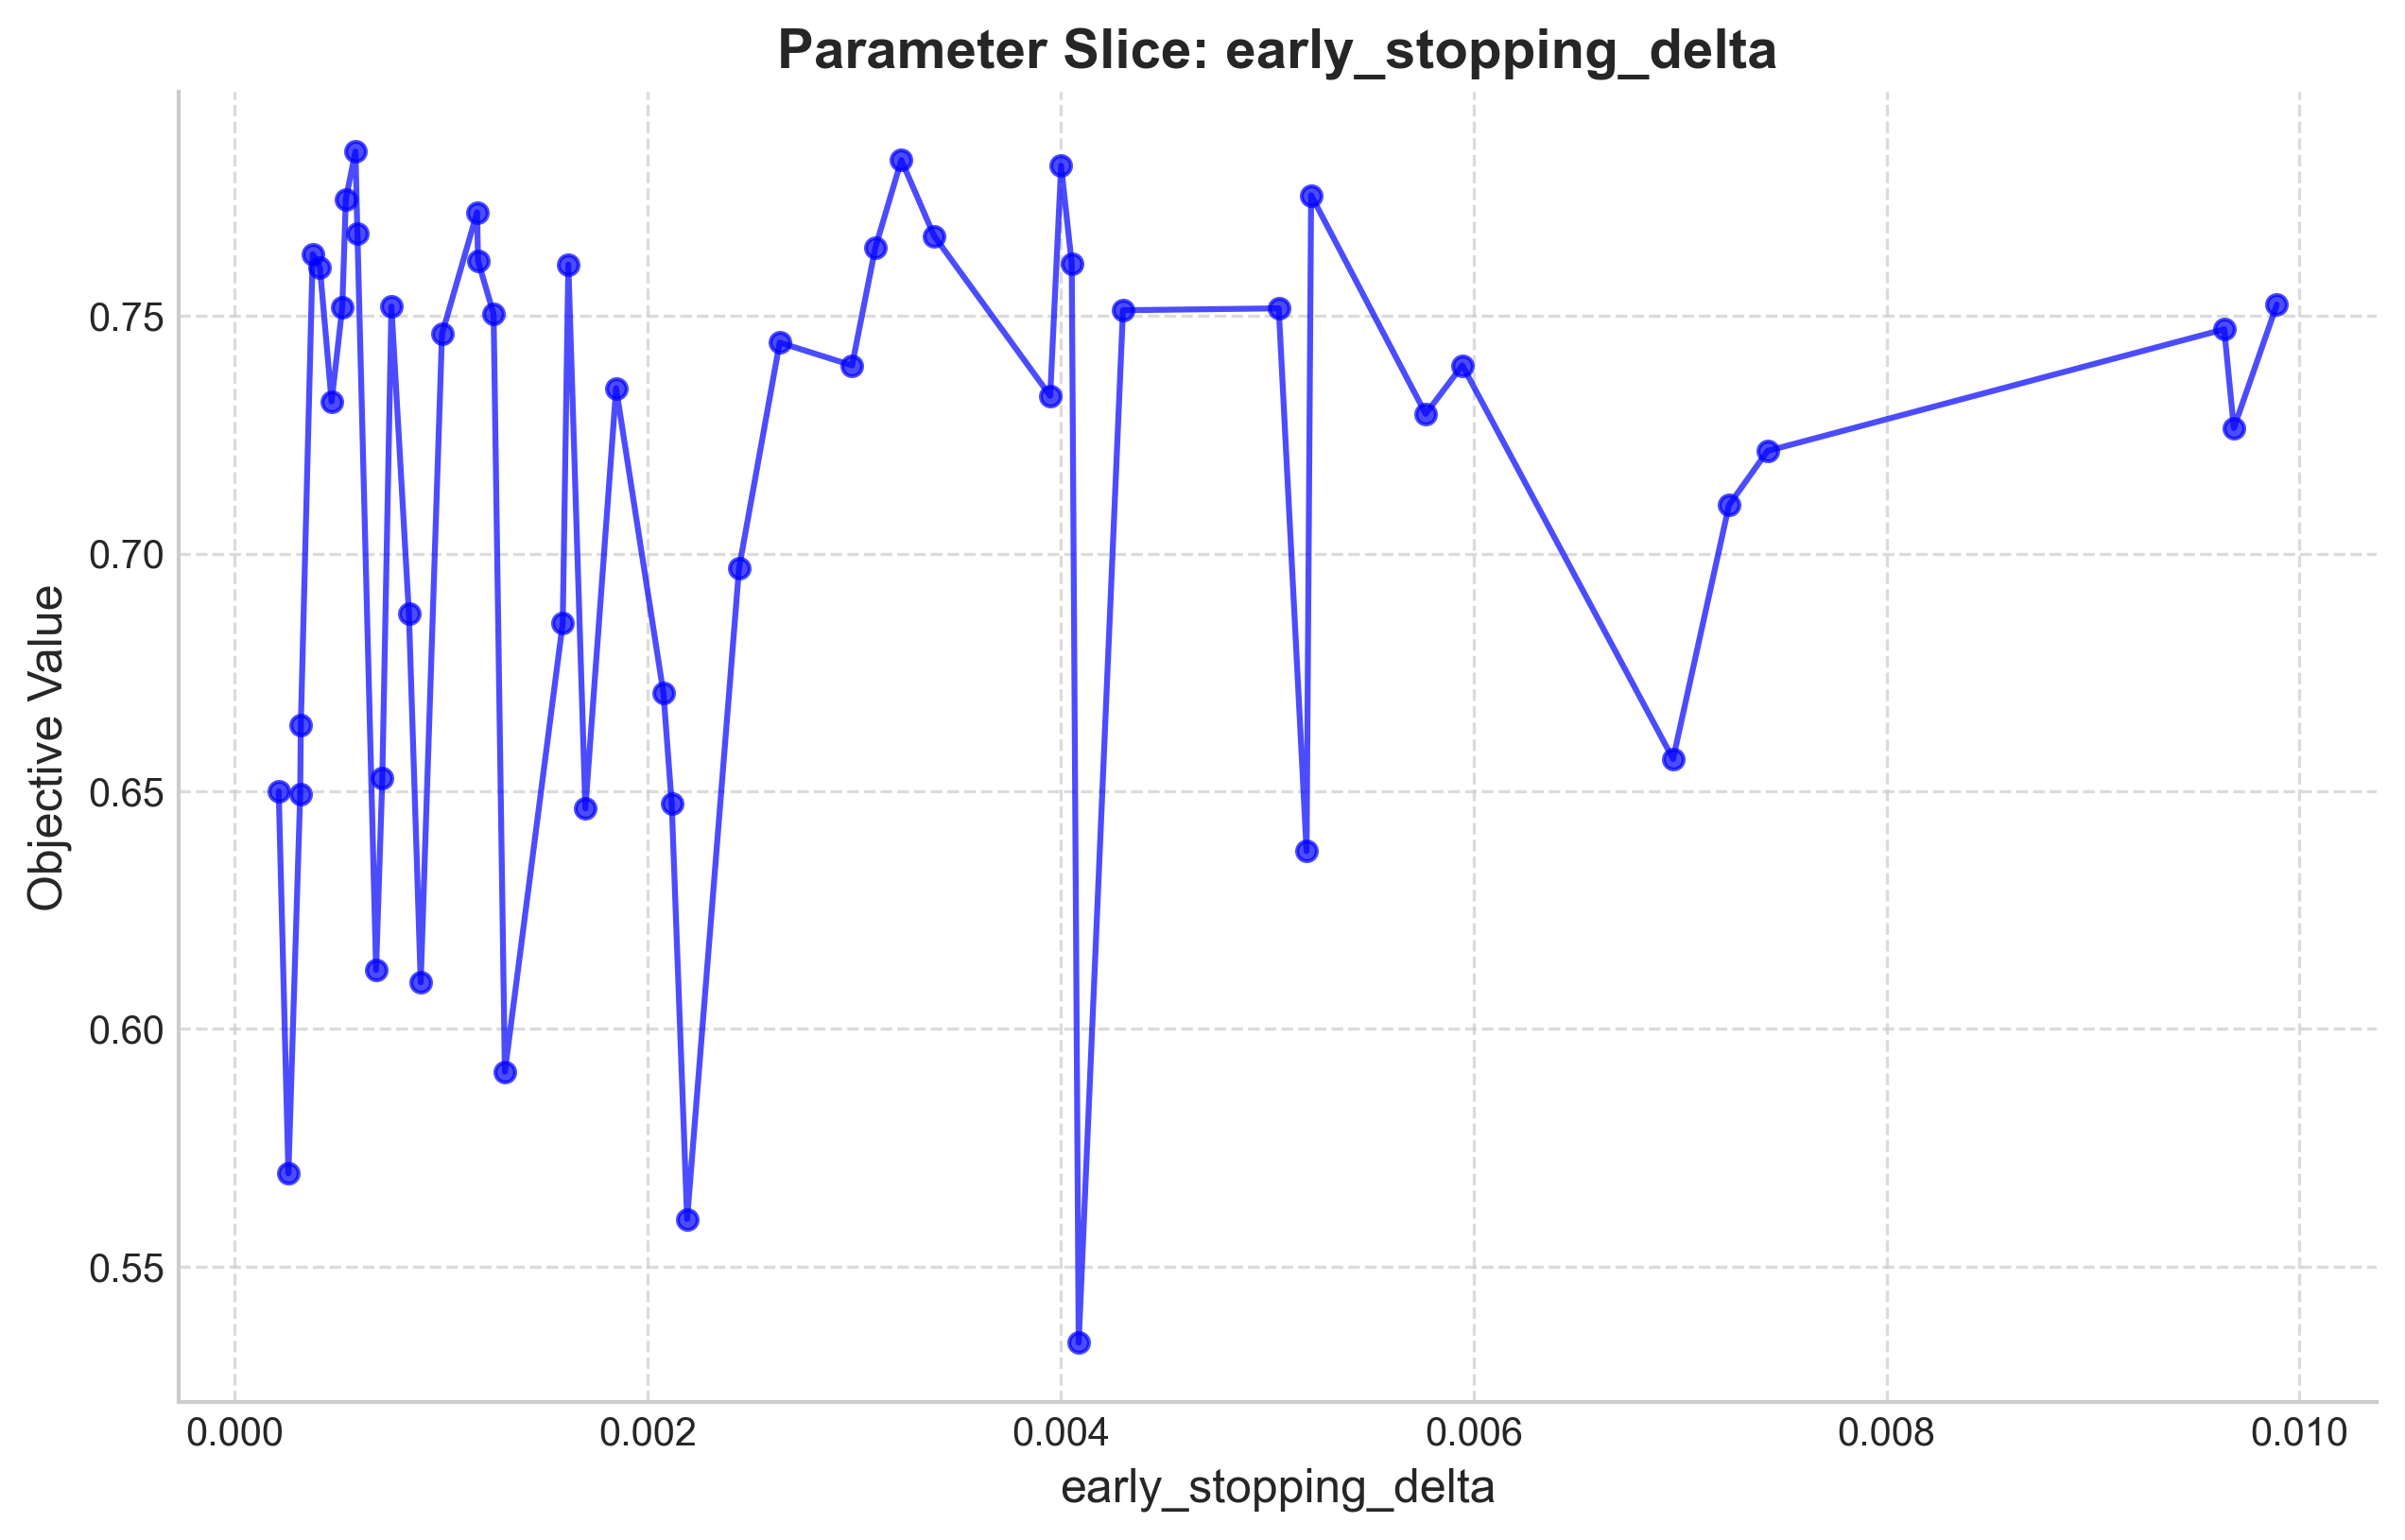 Parameter Slice: early_stopping_delta
Objective Value
0.75
0.70
0.65
0.60
0.55
0.000 0.002 0.004 0.006 0.008 0.010
early_stopping_delta